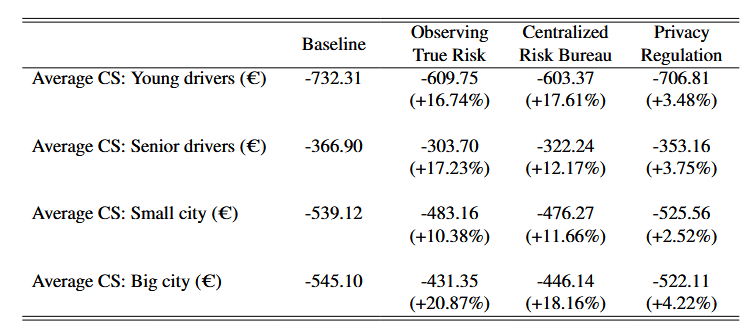 Baseline Observing True Risk Centralized Risk Bureau Privacy Regulation
Average CS: Young drivers (€) -732.31 -609.75 -603.37 -706.81
(+16.74%) (+17.61%) (+3.48%)
Average CS: Senior drivers (€) -366.90 -303.70 -322.24 -353.16
(+17.23%) (+12.17%) (+3.75%)
Average CS: Small city (€) -539.12 -483.16 -476.27 -525.56
(+10.38%) (+11.66%) (+2.52%)
Average CS: Big city (€) -545.10 -431.35 -446.14 -522.11
(+20.87%) (+18.16%) (+4.22%)